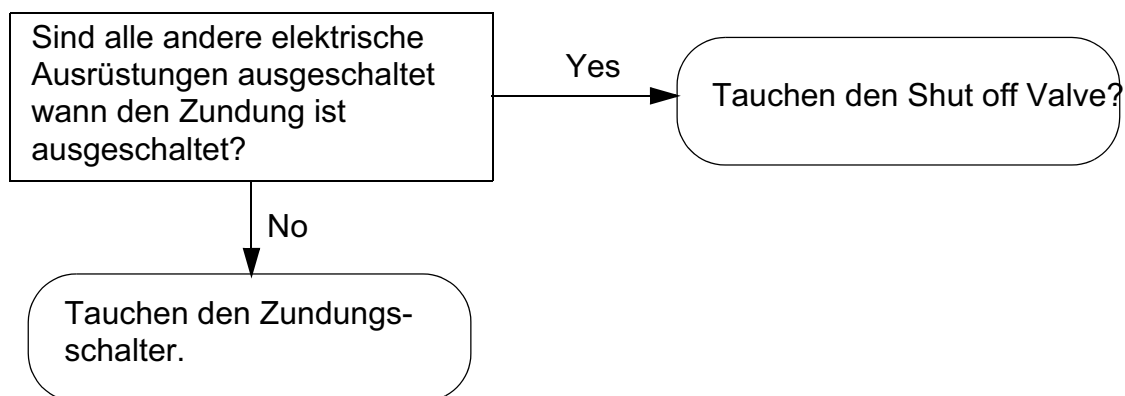 Sind alle andere elektrische
Ausrüstungen ausgeschaltet
wann den Zundung ist
ausgeschaltet?
Yes
Tauchen den Shut off Valve?
No
Tauchen den Zundungs-
schalter.